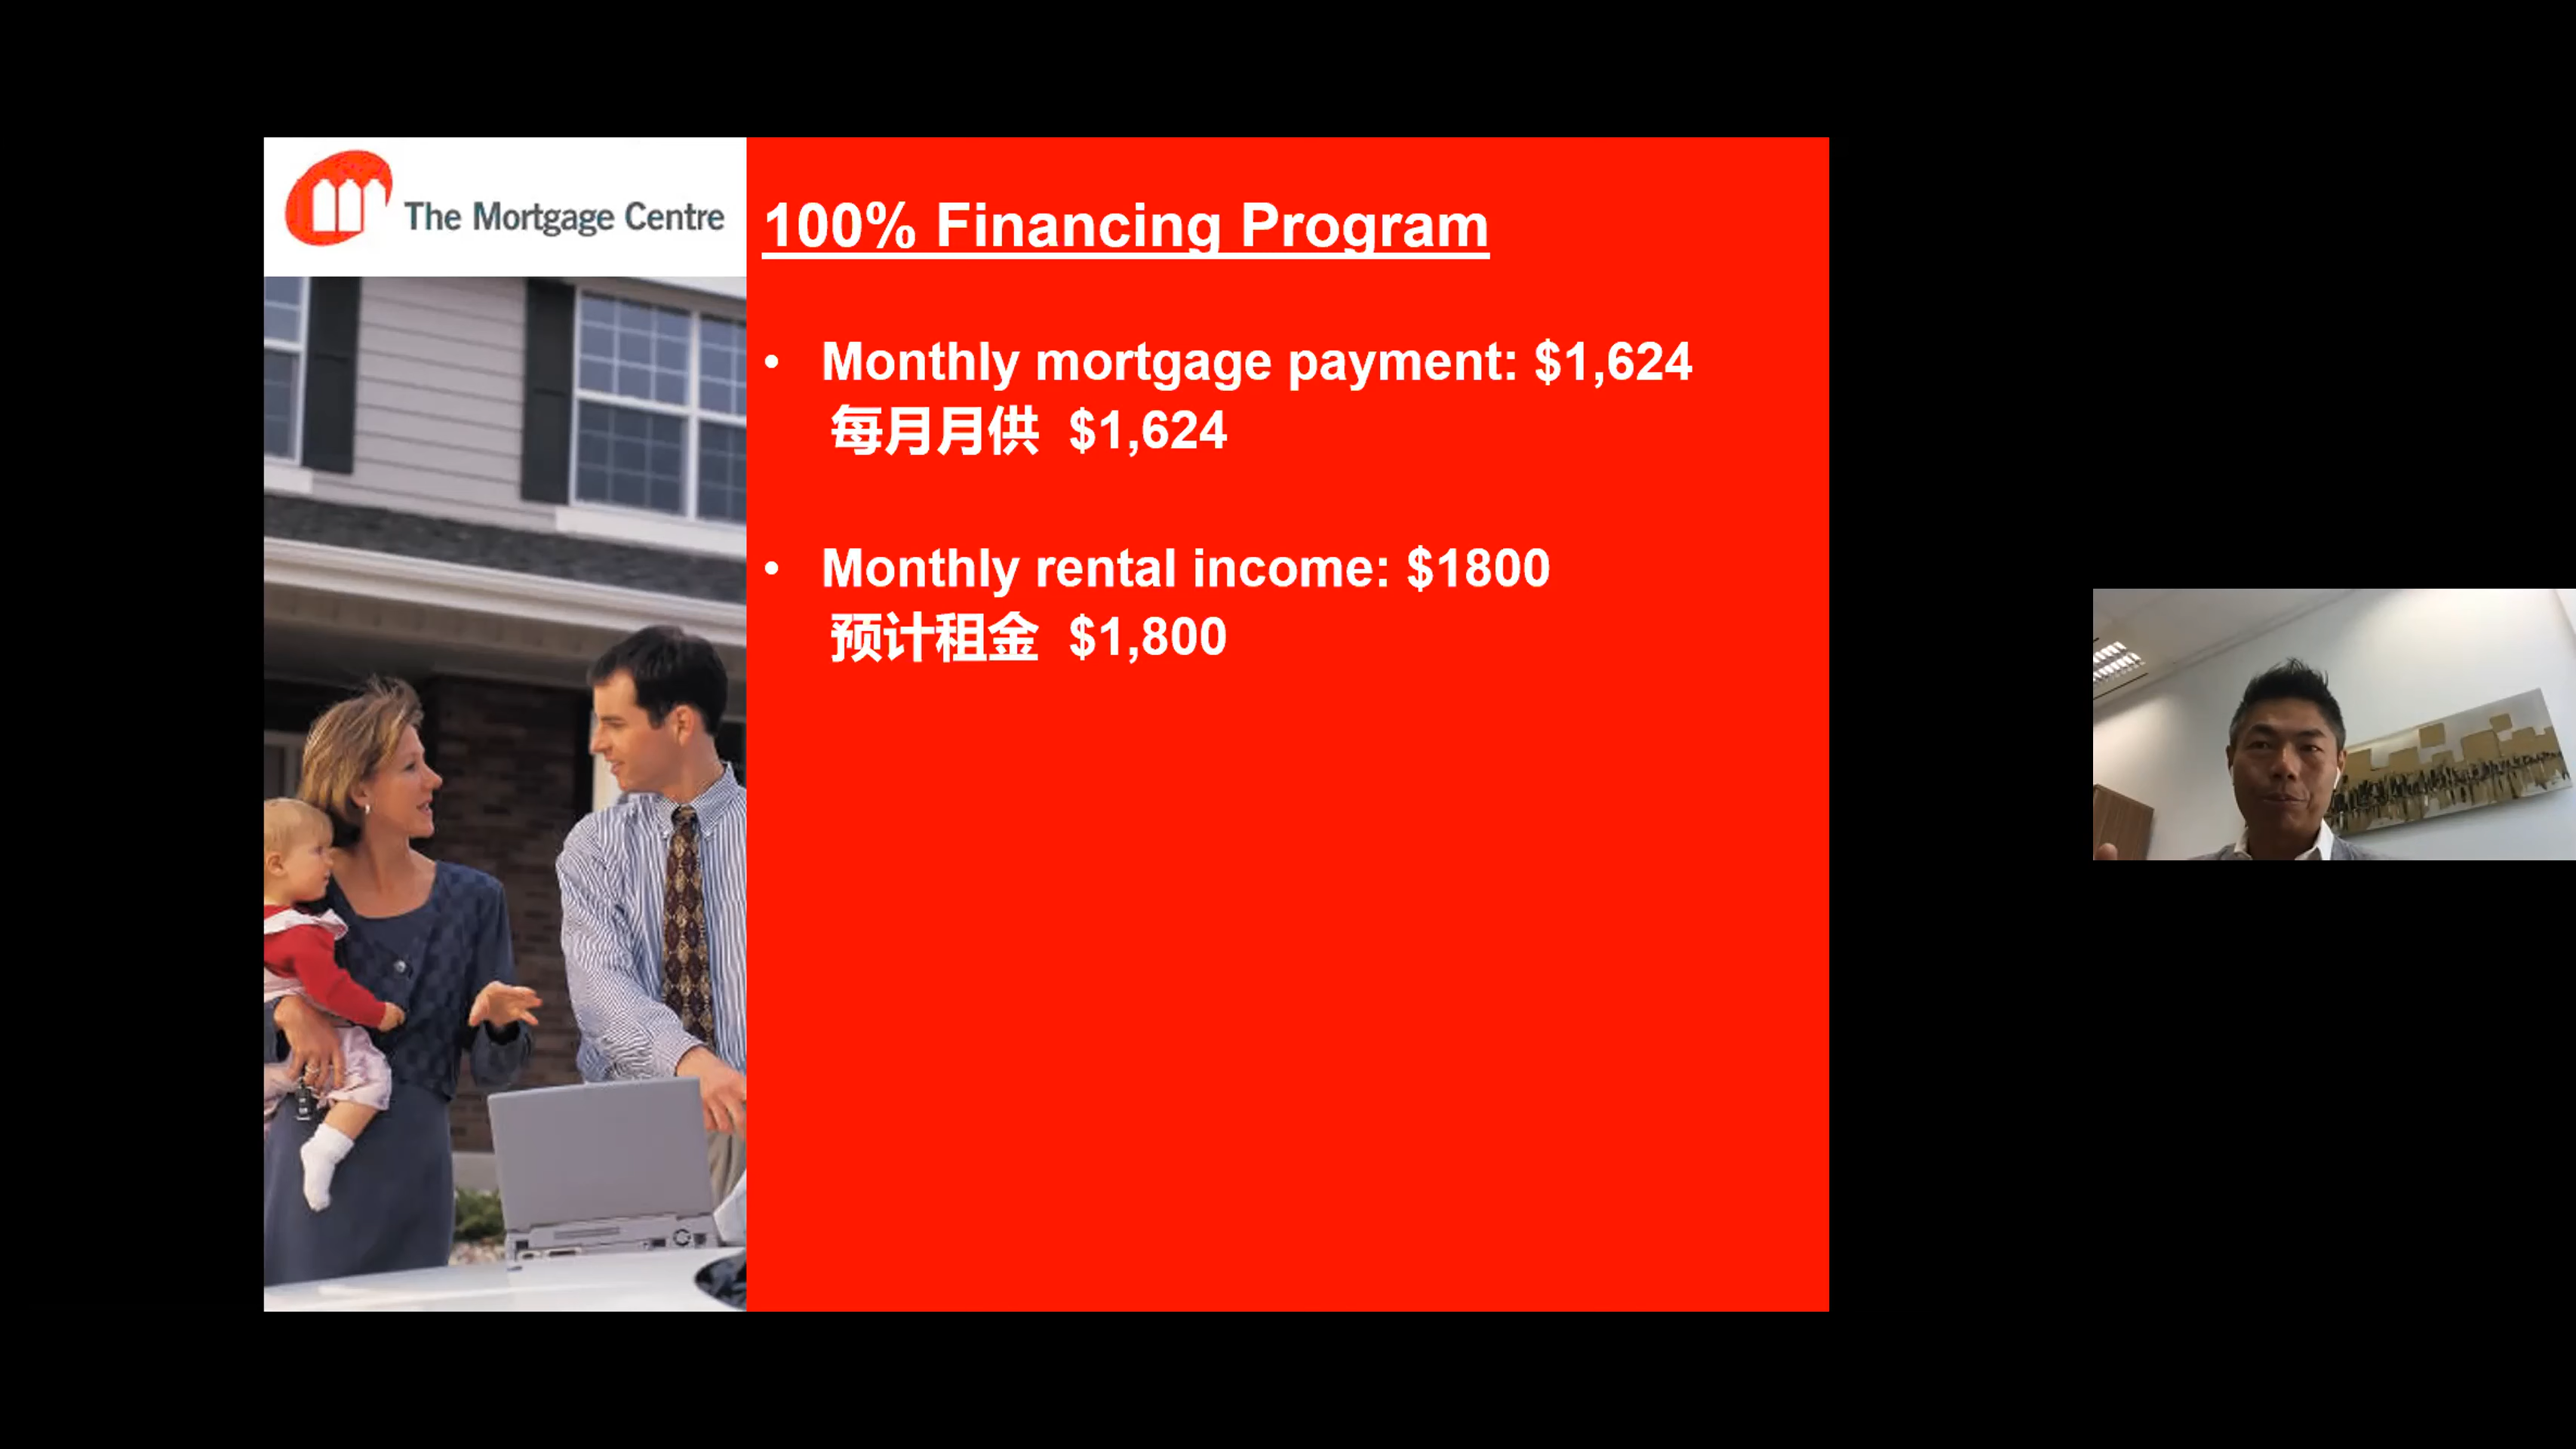 The Mortgage Centre
100% Financing Program
• Monthly mortgage payment: $1,624
每月月供 $1,624
• Monthly rental income: $1800
预计租金 $1,800